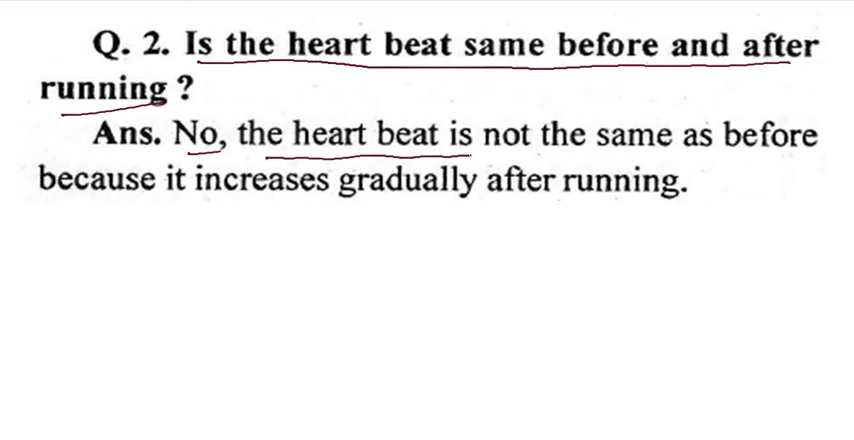 Q. 2. Is the heart beat same before and after
running ?
Ans. No, the heart beat is not the same as before
because it increases gradually after running.